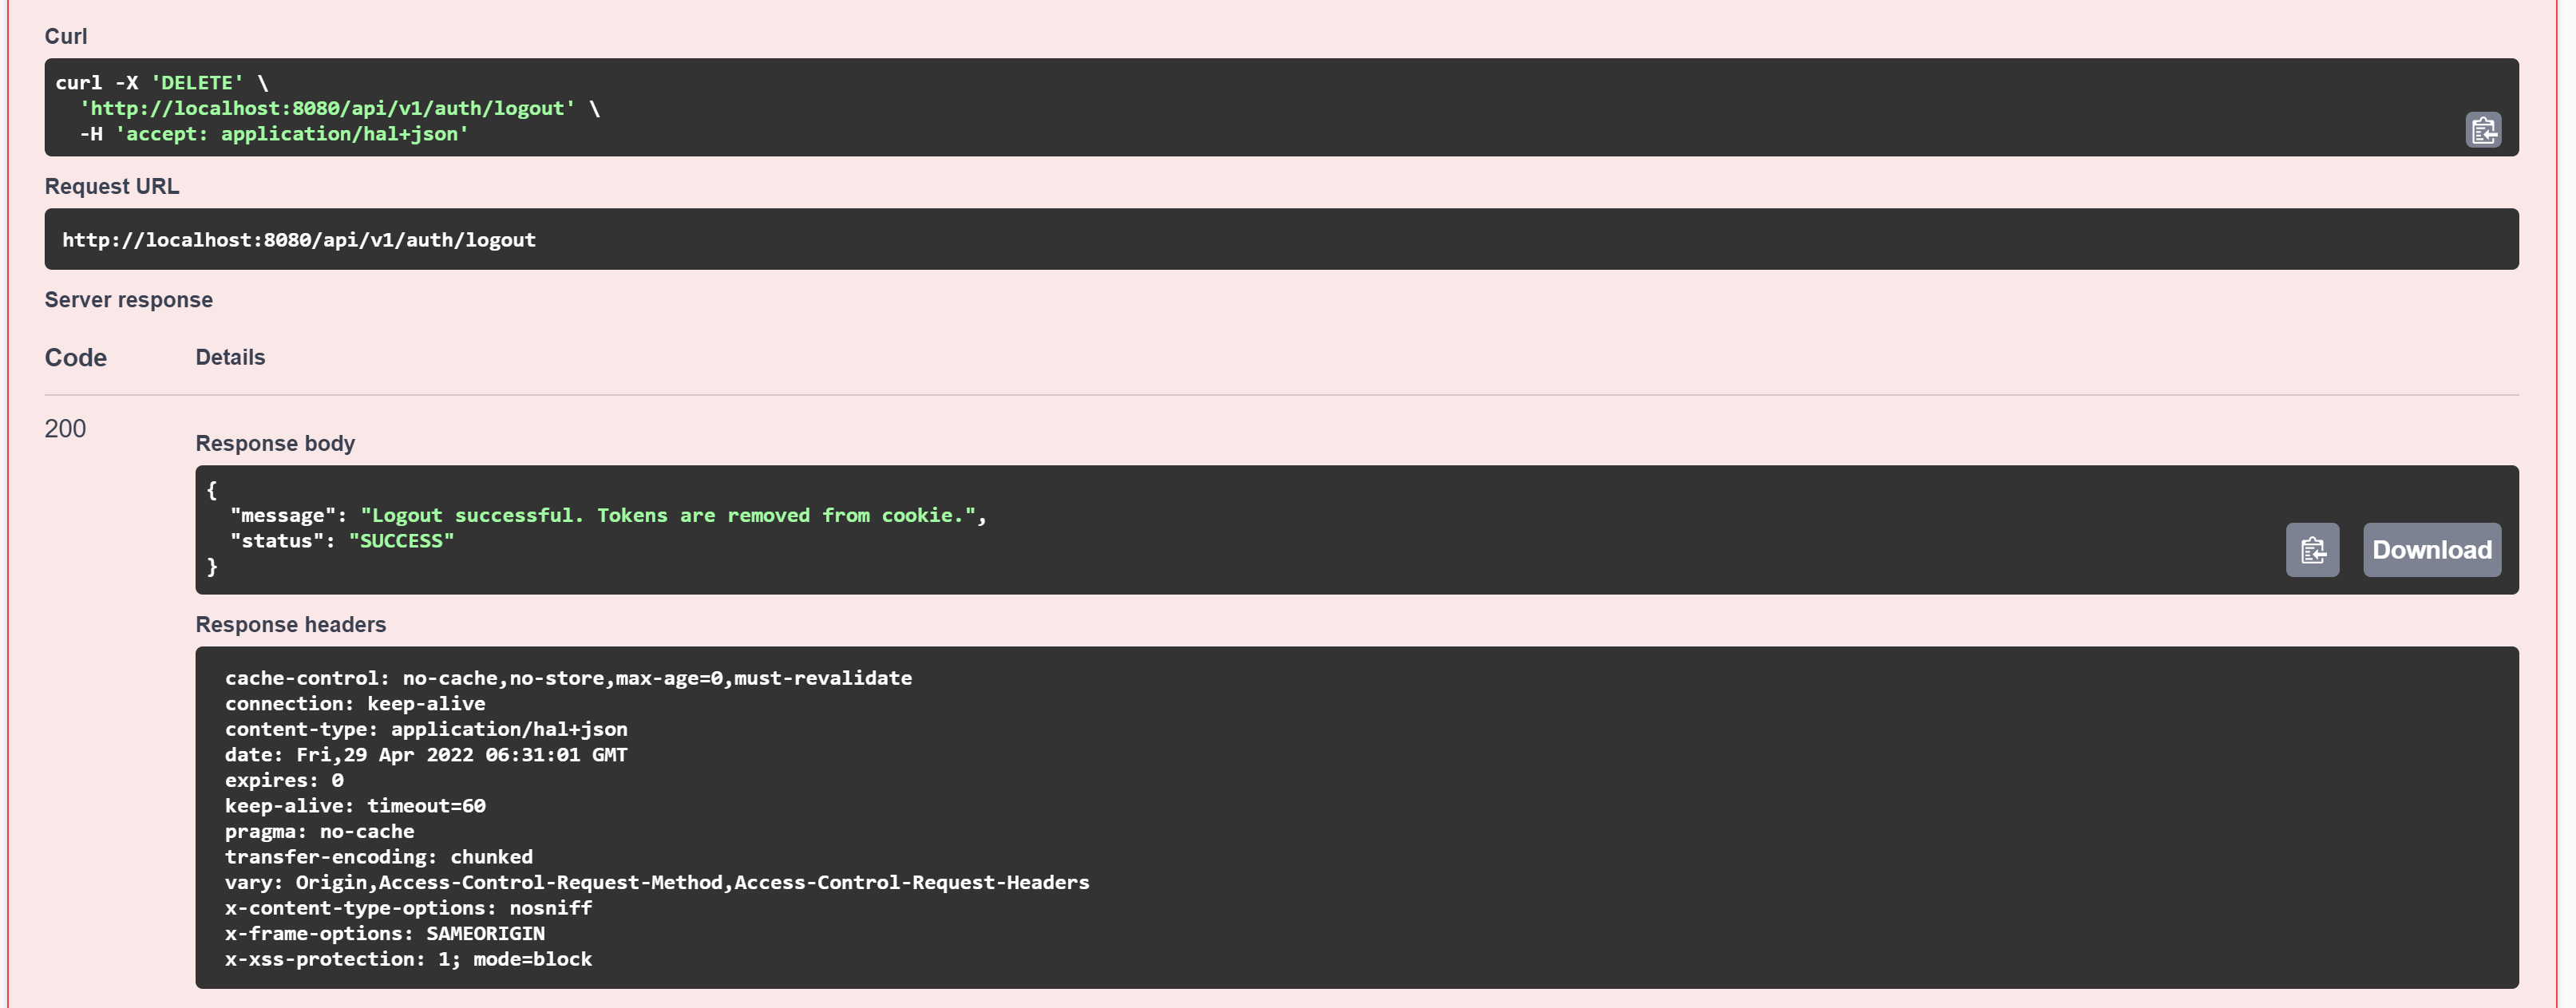 Curl
curl -X 'DELETE' \
  'http://localhost:8080/api/v1/auth/logout' \
  -H 'accept: application/hal+json'
Request URL
http://localhost:8080/api/v1/auth/logout
Server response
Code Details
200
Response body
{
  "message": "Logout successful. Tokens are removed from cookie.",
  "status": "SUCCESS"
}
Download
Response headers
cache-control: no-cache,no-store,max-age=0,must-revalidate
connection: keep-alive
content-type: application/hal+json
date: Fri,29 Apr 2022 06:31:01 GMT
expires: 0
keep-alive: timeout=60
pragma: no-cache
transfer-encoding: chunked
vary: Origin,Access-Control-Request-Method,Access-Control-Request-Headers
x-content-type-options: nosniff
x-frame-options: SAMEORIGIN
x-xss-protection: 1; mode=block